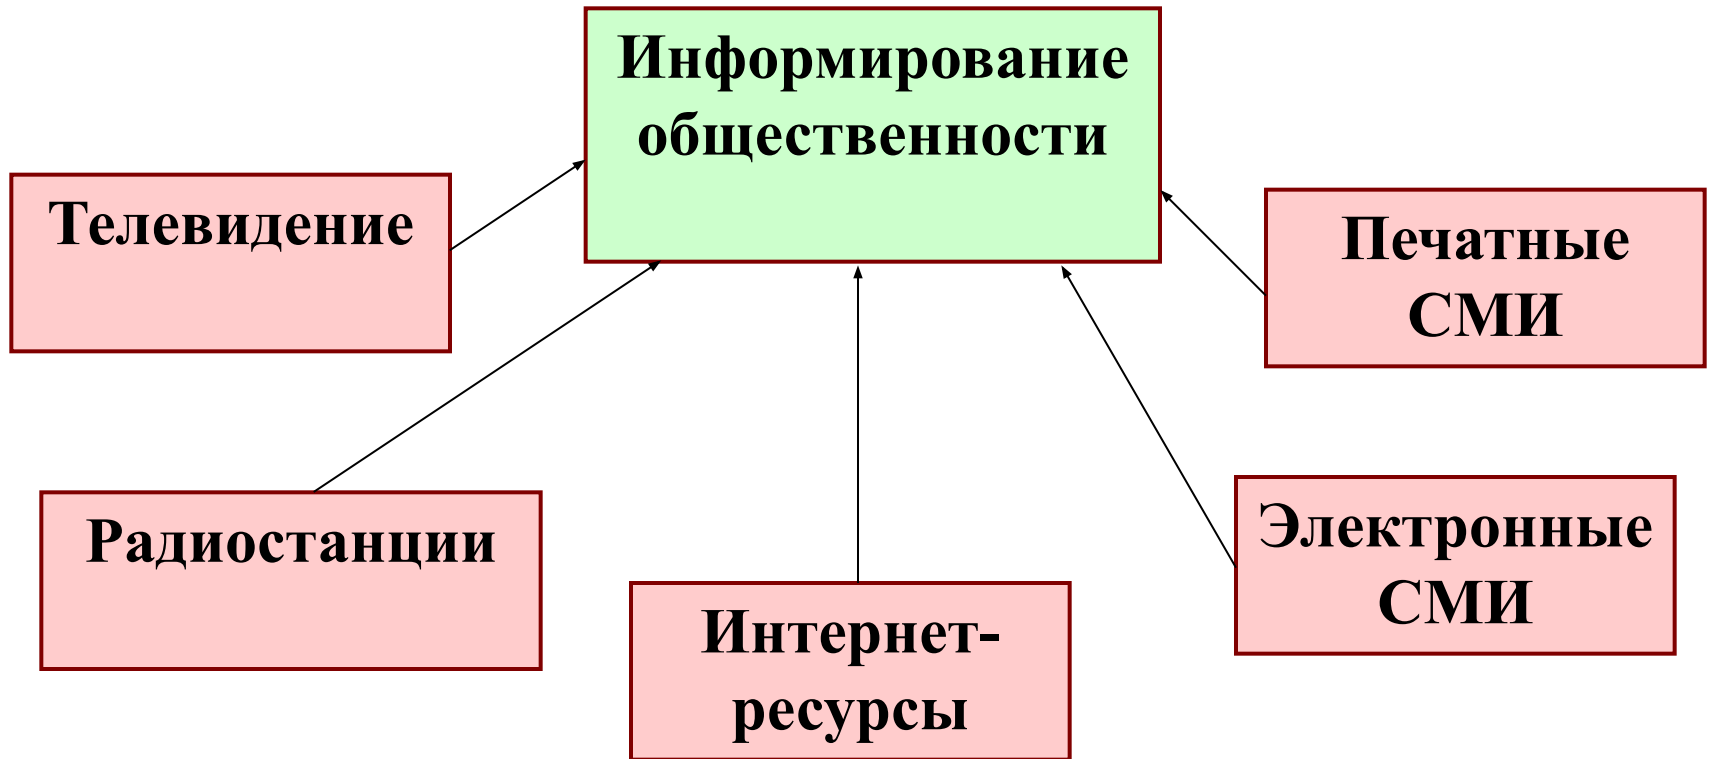 Информирование
общественности
Телевидение
Печатные
СМИ
Радиостанции
Электронные
СМИ
Интернет-
ресурсы